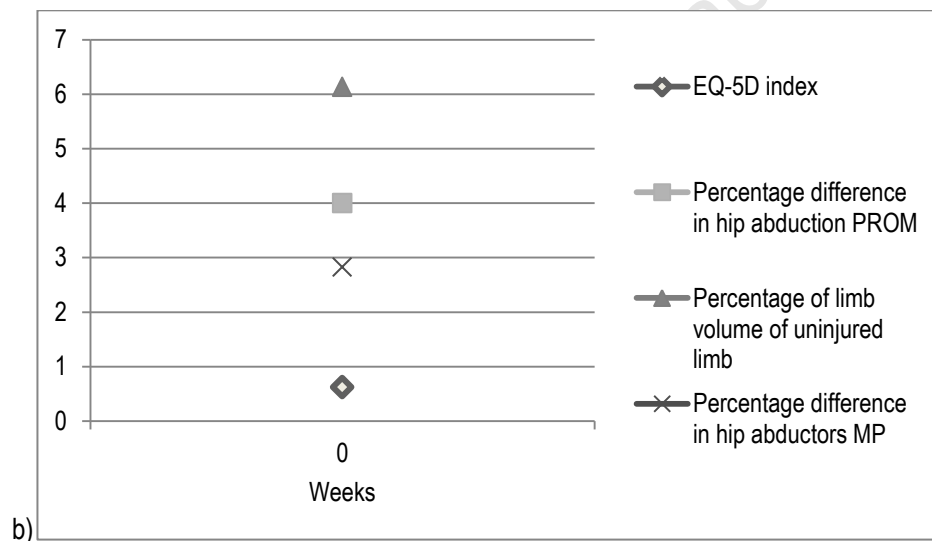 7
6
5
4
3
2
1
0
0
Weeks
EQ-5D index
Percentage difference
in hip abduction PROM
Percentage of limb
volume of uninjured
limb
Percentage difference
in hip abductors MP
b)